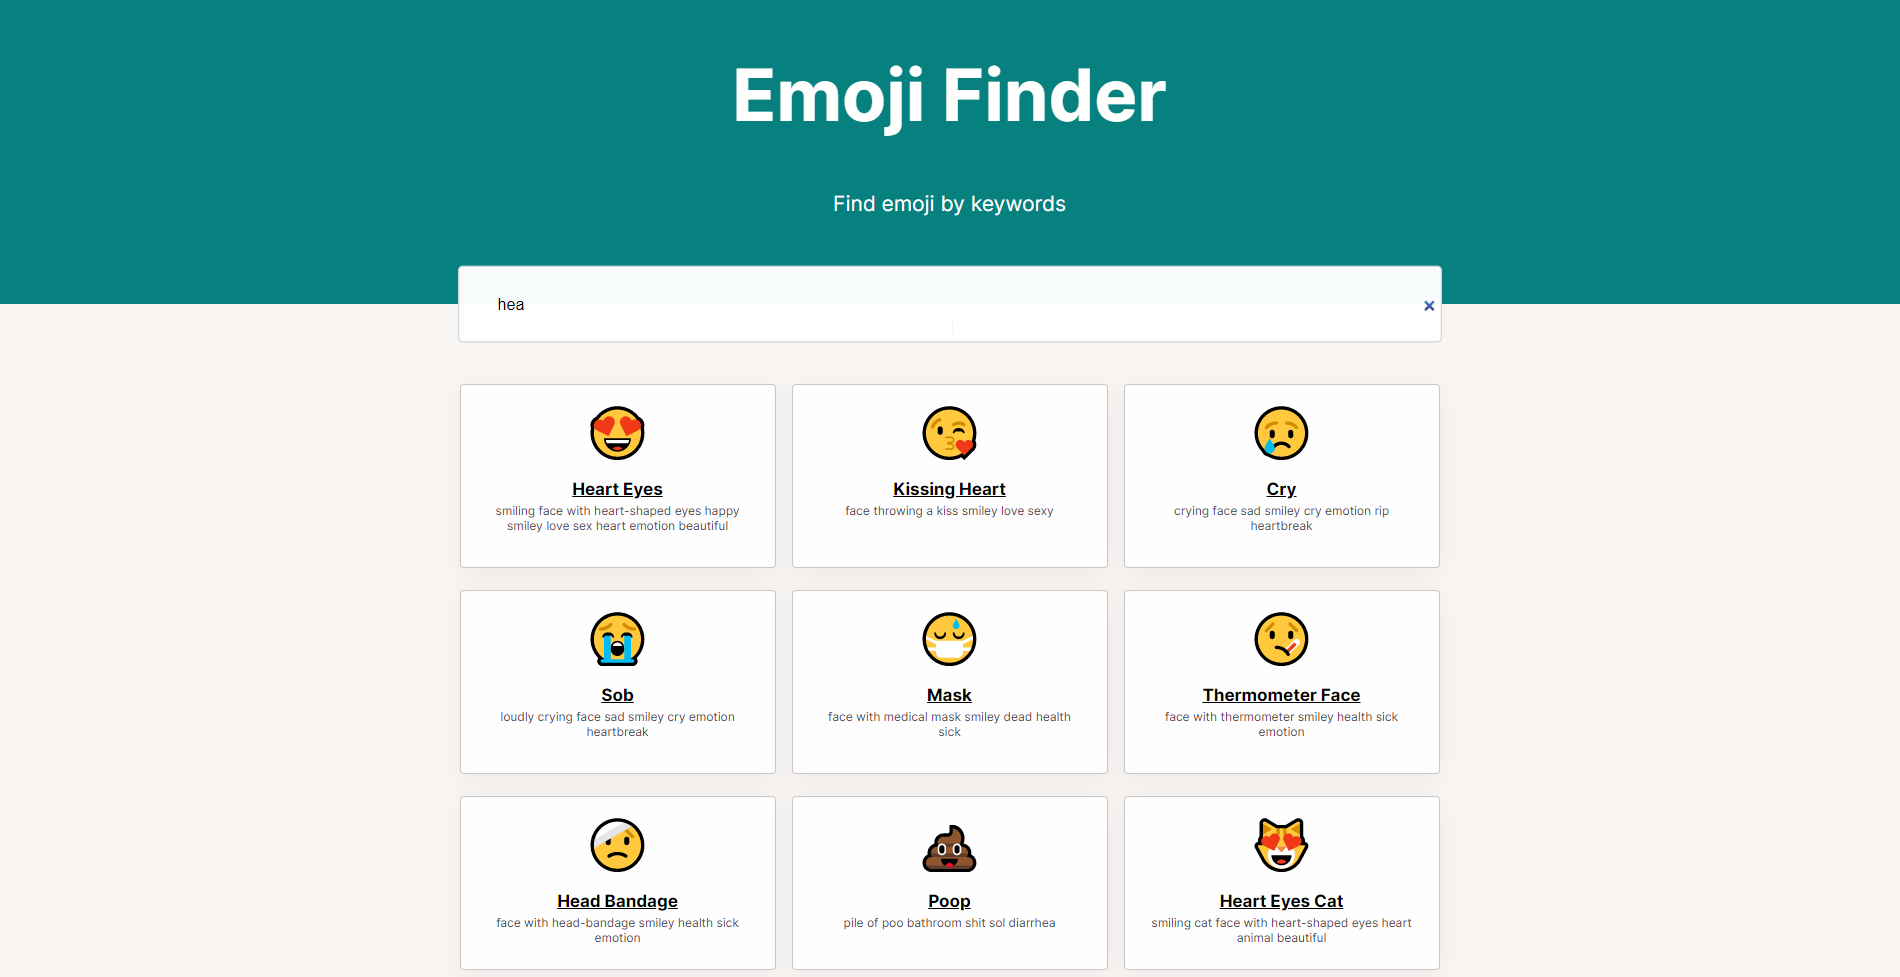 Emoji Finder
Find emoji by keywords
hea
Heart Eyes
smiling face with heart-shaped eyes happy
smiley love sex heart emotion beautiful
Kissing Heart
face throwing a kiss smiley love sexy
Cry
crying face sad smiley cry emotion rip
heartbreak
Sob
loudly crying face sad smiley cry emotion
heartbreak
Mask
face with medical mask smiley dead health
sick
Thermometer Face
face with thermometer smiley health sick
emotion
Head Bandage
face with head-bandage smiley health sick
emotion
Poop
pile of poo bathroom shit sol diarrhea
Heart Eyes Cat
smiling cat face with heart-shaped eyes heart
animal beautiful